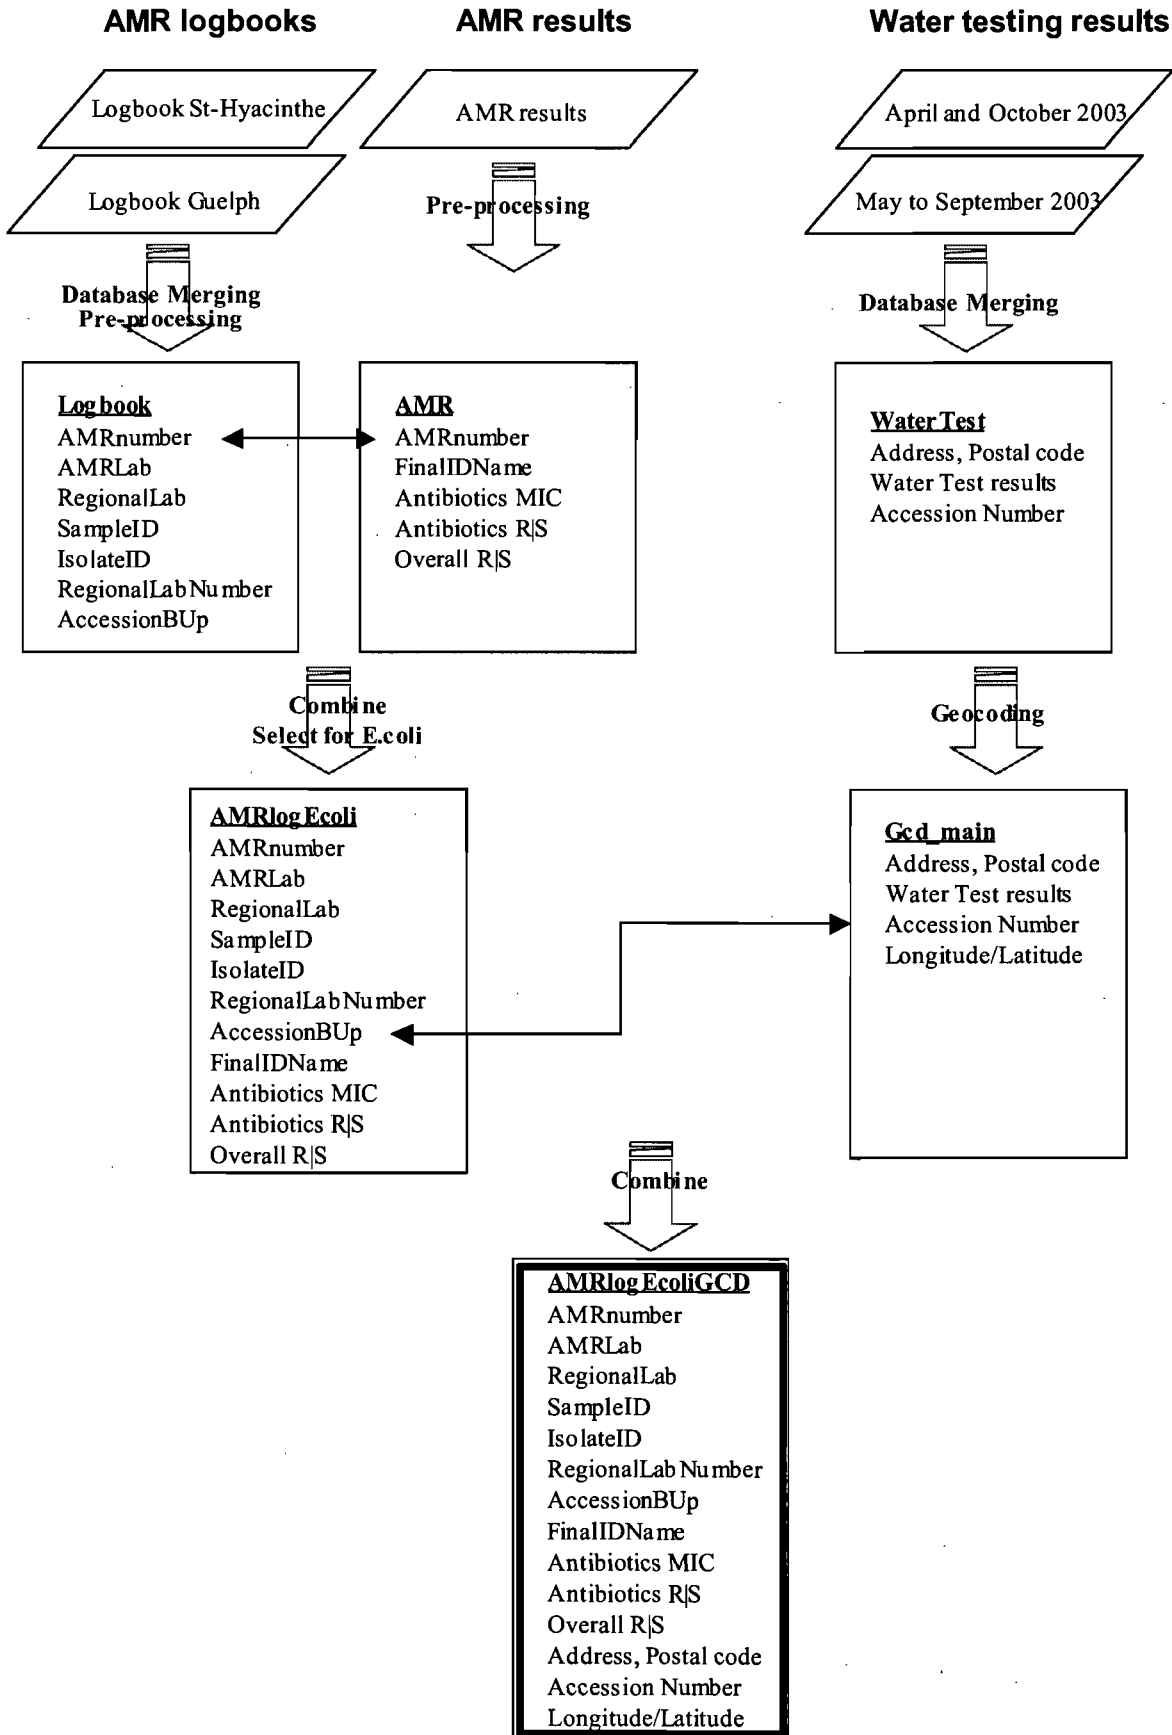 AMR logbooks
AMR results
Water testing results
Logbook St-Hyacinthe
AMR results
April and October 2003
Logbook Guelph
May to September 2003
Pre-processing
Database Merging
Pre-processing
Database Merging
Logbook
AMRnumber
AMRLab
RegionalLab
SampleID
IsolateID
RegionalLabNumber
AccessionBUp
AMR
AMRnumber
FinalIDName
Antibiotics MIC
Antibiotics R|S
Overall R|S
WaterTest
Address, Postal code
Water Test results
Accession Number
Combine
Select for E.coli
Geocoding
AMRlogEcoli
AMRnumber
AMRLab
RegionalLab
SampleID
IsolateID
RegionalLabNumber
AccessionBUp
FinalIDName
Antibiotics MIC
Antibiotics R|S
Overall R|S
Gcd_main
Address, Postal code
Water Test results
Accession Number
Longitude/Latitude
Combine
AMRlogEcoliGCD
AMRnumber
AMRLab
RegionalLab
SampleID
IsolateID
RegionalLabNumber
AccessionBUp
FinalIDName
Antibiotics MIC
Antibiotics R|S
Overall R|S
Address, Postal code
Accession Number
Longitude/Latitude